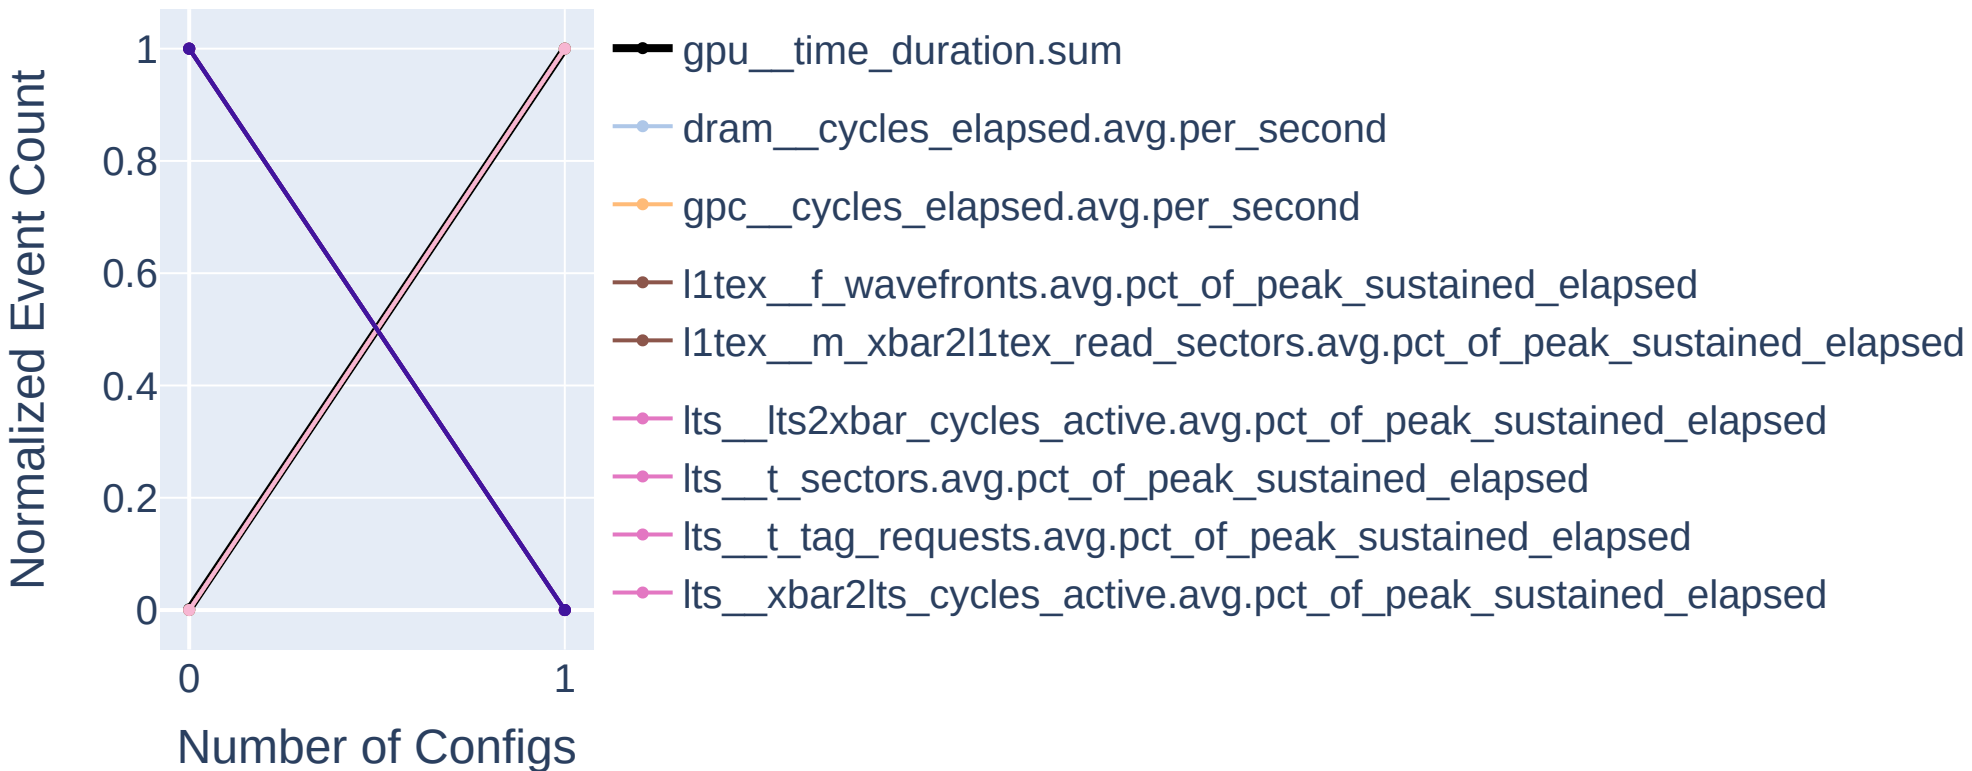 Normalized Event Count
1
0.8
0.6
0.4
0.2
0
0
1
Number of Configs
gpu__time_duration.sum
dram__cycles_elapsed.avg.per_second
gpc__cycles_elapsed.avg.per_second
l1tex__f_wavefronts.avg.pct_of_peak_sustained_elapsed
l1tex__m_xbar2l1tex_read_sectors.avg.pct_of_peak_sustained_elapsed
lts__lts2xbar_cycles_active.avg.pct_of_peak_sustained_elapsed
lts__t_sectors.avg.pct_of_peak_sustained_elapsed
lts__t_tag_requests.avg.pct_of_peak_sustained_elapsed
lts__xbar2lts_cycles_active.avg.pct_of_peak_sustained_elapsed